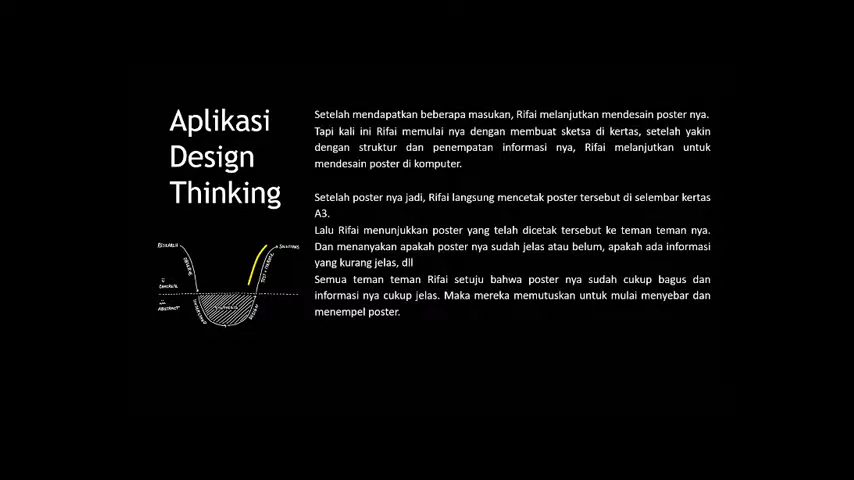 Aplikasi
Design
Thinking
Setelah mendapatkan beberapa masukan, Rifai melanjutkan mendesain poster nya.
Tapi kali ini Rifai memulai nya dengan membuat sketsa di kertas, setelah yakin
dengan struktur dan penempatan informasi nya, Rifai melanjutkan untuk
mendesain poster di komputer.
Setelah poster nya jadi, Rifai langsung mencetak poster tersebut di selembar kertas
A3.
Lalu Rifai menunjukkan poster yang telah dicetak tersebut ke teman teman nya.
Dan menanyakan apakah poster nya sudah jelas atau belum, apakah ada informasi
yang kurang jelas, dll
Semua teman teman Rifai setuju bahwa poster nya sudah cukup bagus dan
informasi nya cukup jelas. Maka mereka memutuskan untuk mulai menyebar dan
menempel poster.
RESEARCH
SOLUTIONS
CONCRETE
ABSTRACT